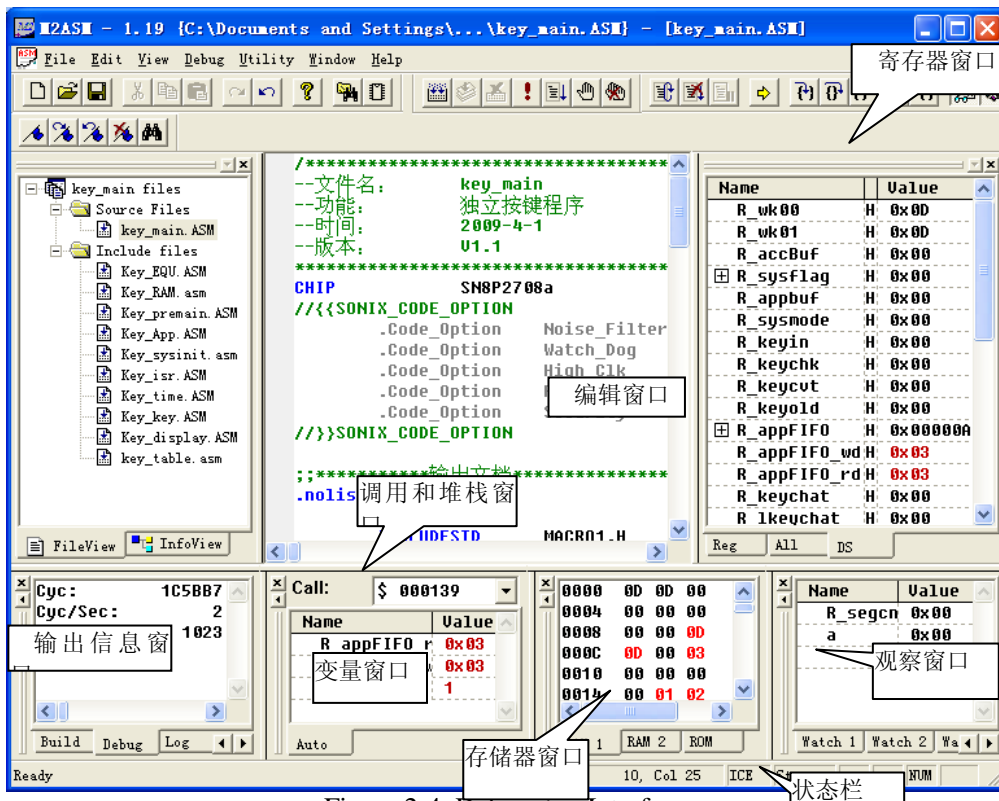 M2ASM - 1.19 {C:\Documents and Settings\...\key_main.ASM} - [key_main.ASM]
File Edit View Debug Utility Window Help
寄存器窗口
key_main files
Source Files
key_main.ASM
Include files
Key_EQU.ASM
Key_RAM.asm
Key_premain.ASM
Key_App.ASM
Key_sysinit.asm
Key_isr.ASM
Key_time.ASM
Key_key.ASM
Key_display.ASM
key_table.asm
FileView InfoView
/************************************
--文件名: key_main
--功能: 独立按键程序
--时间: 2009-4-1
--版本: V1.1
*************************************
CHIP SN8P2708a
//{{SONIX_CODE_OPTION
.Code_Option Noise_Filter
.Code_Option Watch_Dog
.Code_Option High_Clk
.Code_Option
.Code_Option
//}}SONIX_CODE_OPTION
编辑窗口
;;***********输出文档***************
.nolis
MACRO1.H
调用和堆栈窗口
Name Value
R_wk00 H 0x0D
R_wk01 H 0x0D
R_accBuf H 0x00
R_sysflag H 0x00
R_appbuf H 0x00
R_sysmode H 0x00
R_keyin H 0x00
R_keychk H 0x00
R_keycvt H 0x00
R_keyold H 0x00
R_appFIFO H 0x00000A
R_appFIFO_wd H 0x03
R_appFIFO_rd H 0x03
R_keychat H 0x00
R_lkeychat H 0x00
Reg All DS
Cyc: 1C5BB7
Cyc/Sec: 2
1023
输出信息窗口
Build Debug Log
Call: $ 000139
Name Value
R_appFIFO_r 0x03
0x03
1
变量窗口
Auto
0000 0D 0D 00
0004 00 00 00
0008 00 00 0D
000C 0D 00 03
0010 00 00 00
0014 00 01 02
存储器窗口
1 RAM 2 ROM
Name Value
R_segcn 0x00
a 0x00
观察窗口
Watch 1 Watch 2 Wa
Ready
10, Col 25 ICE NUM
状态栏